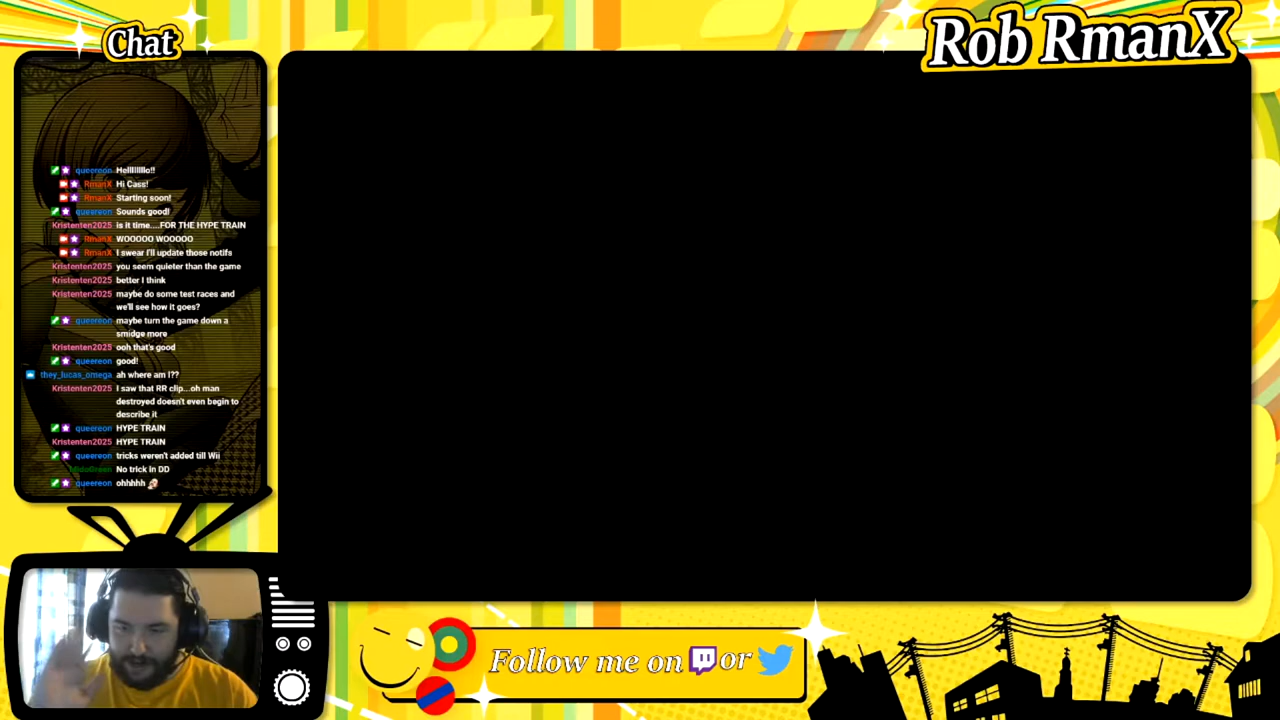 Chat
Rob RmanX
queereon Hellllllllo!!
RmanX Hi Cass!
RmanX Starting soon!
queereon Sounds good!
Kristenten2025 is it time....FOR THE HYPE TRAIN
RmanX WOOOOO WOOOOO
RmanX I swear I'll update those notifs
Kristenten2025 you seem quieter than the game
Kristenten2025 better I think
Kristenten2025 maybe do some test races and
we'll see how it goes?
queereon maybe turn the game down a
smidge more
Kristenten2025 ooh that's good
queereon good!
they_lucas_omega ah where am I??
Kristenten2025 I saw that RR clip...oh man
destroyed doesn't even begin to
describe it
queereon HYPE TRAIN
Kristenten2025 HYPE TRAIN
queereon tricks weren't added till Wii
MidoGreen No trick in DD
queereon ohhhhh
Follow me on or